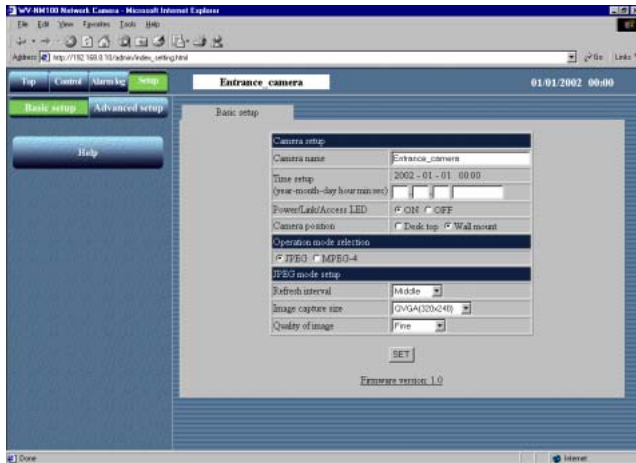 WV-NM100 Network Camera - Microsoft Internet Explorer
File Edit View Favorites Tools Help
Address http://192.168.0.10/admin/index_setting.html Go Links
Top Control Alarm log Setup
Entrance_camera
01/01/2002 00:00
Basic setup Advanced setup
Help
Basic setup
Camera setup
Camera name Entrance_camera
Time setup
(year-month-day hour:min:sec)
2002 - 01 - 01 00:00
Power/Link/Access LED ON OFF
Camera position Desk top Wall mount
Operation mode selection
JPEG MPEG-4
JPEG mode setup
Refresh interval Middle
Image capture size QVGA(320x240)
Quality of image Fine
SET
Firmware version: 1.0
Done Internet